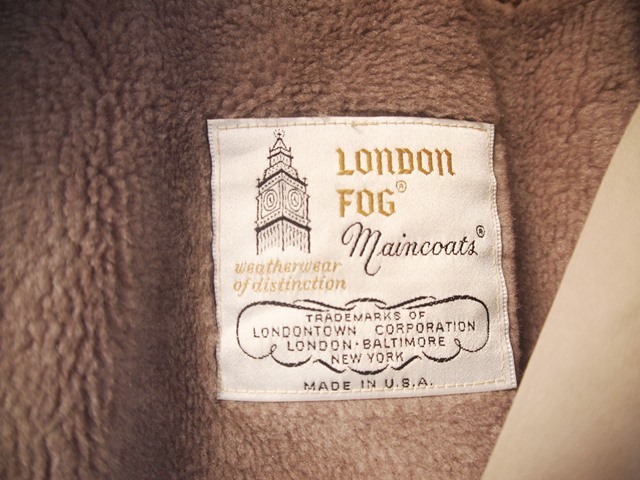 LONDON
FOG®
Maincoats®
weatherwear
of distinction
TRADEMARKS OF
LONDONTOWN CORPORATION
LONDON·BALTIMORE
NEW YORK
MADE IN U.S.A.